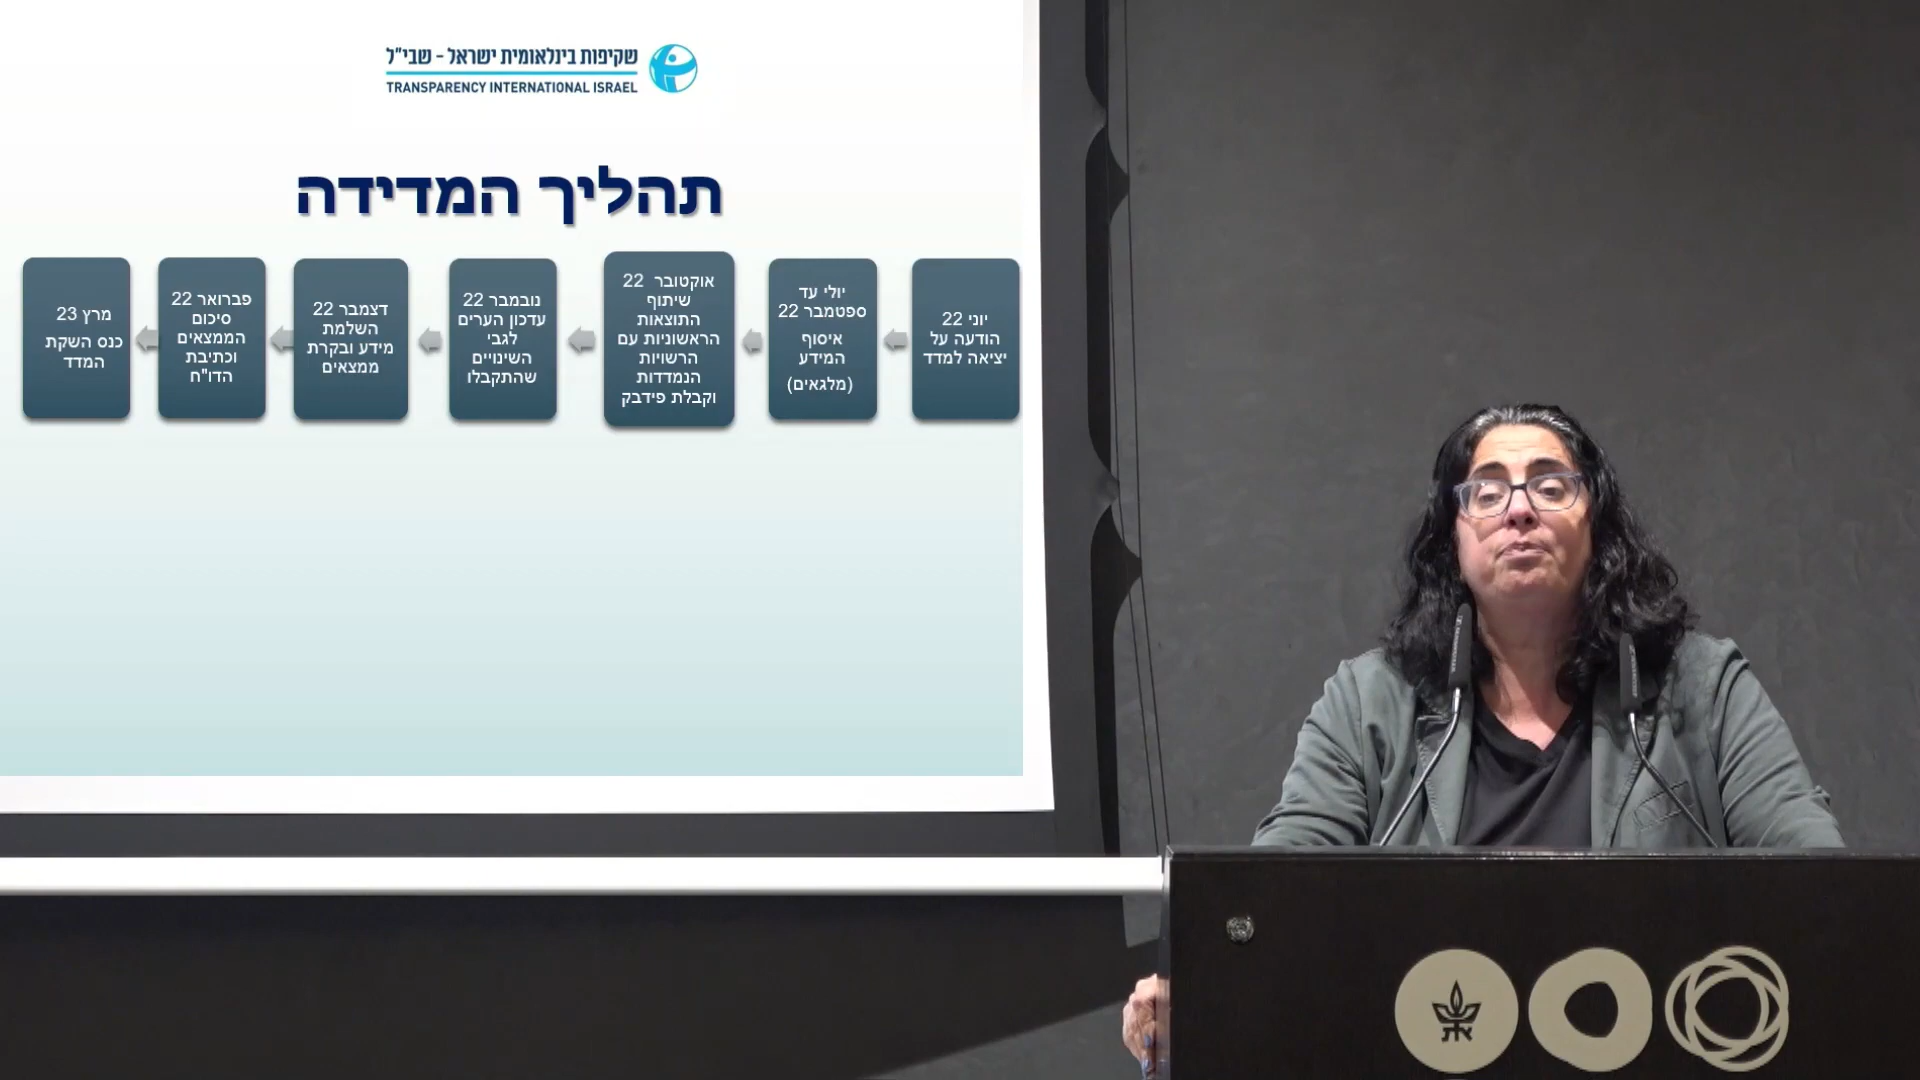 שקיפות בינלאומית ישראל - שבי"ל
TRANSPARENCY INTERNATIONAL ISRAEL
תהליך המדידה
יוני 22
הודעה על
יציאה למדד
יולי עד
ספטמבר 22
איסוף
המידע
(מלגאים)
אוקטובר 22
שיתוף
התוצאות
הראשוניות עם
הרשויות
הנמדדות
וקבלת פידבק
נובמבר 22
עדכון הערים
לגבי
השינויים
שהתקבלו
דצמבר 22
השלמת
מידע ובקרת
ממצאים
פברואר 22
סיכום
הממצאים
וכתיבת
הדו"ח
מרץ 23
כנס השקת
המדד